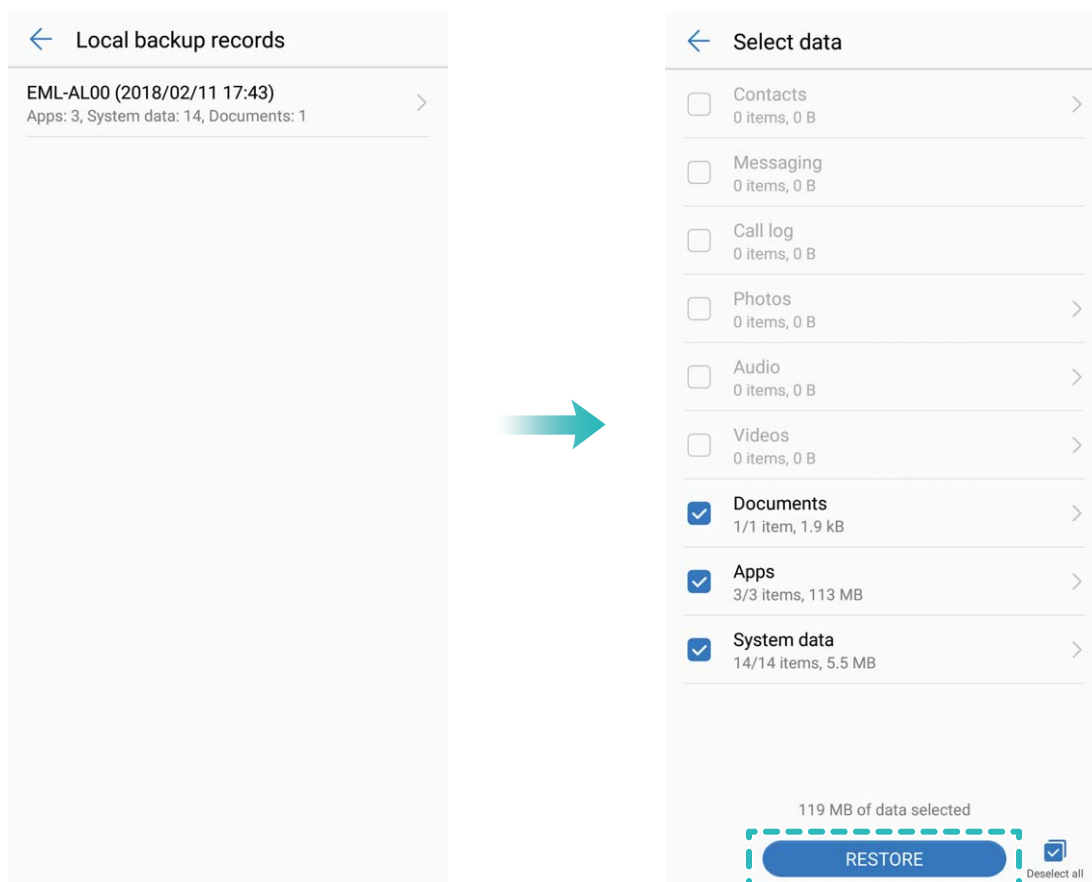 Local backup records
EML-AL00 (2018/02/11 17:43)
Apps: 3, System data: 14, Documents: 1
Select data
Contacts
0 items, 0 B
Messaging
0 items, 0 B
Call log
0 items, 0 B
Photos
0 items, 0 B
Audio
0 items, 0 B
Videos
0 items, 0 B
Documents
1/1 item, 1.9 kB
Apps
3/3 items, 113 MB
System data
14/14 items, 5.5 MB
119 MB of data selected
RESTORE
Deselect all